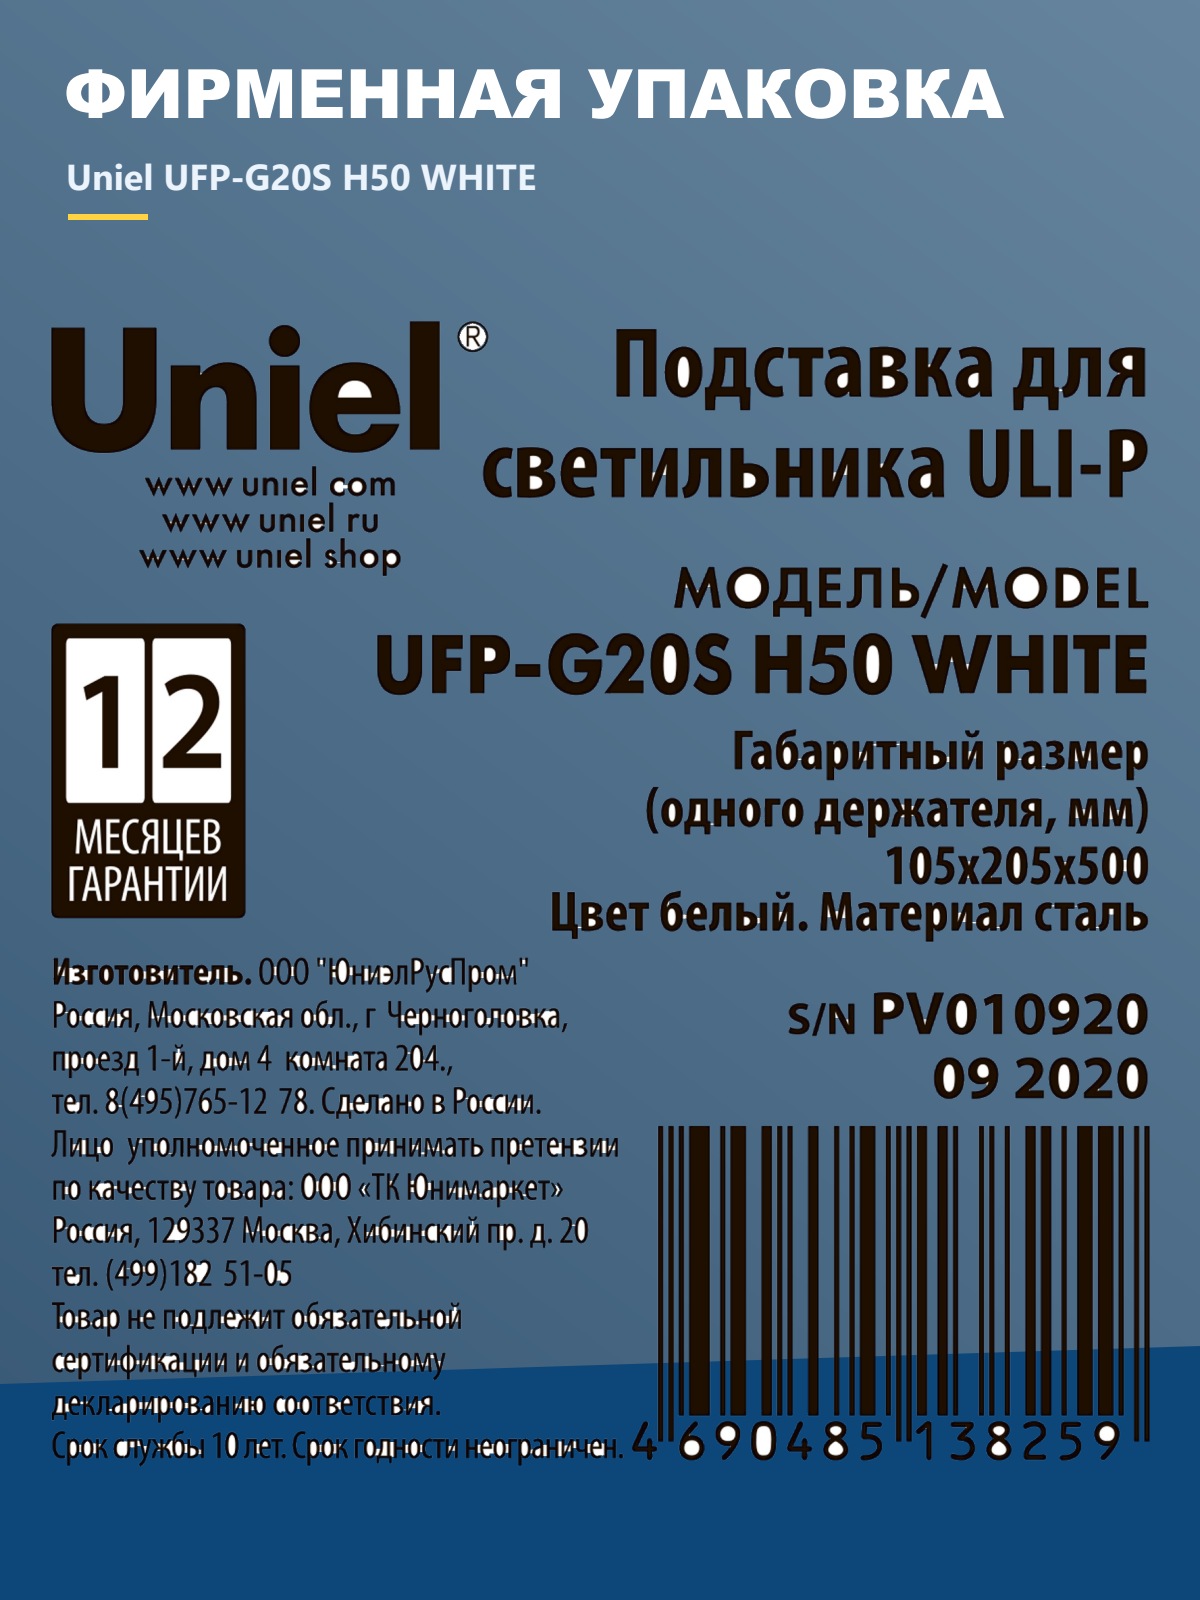 ФИРМЕННАЯ УПАКОВКА
Uniel UFP-G20S H50 WHITE
Uniel®
www uniel com
www uniel ru
www uniel shop
Подставка для
светильника ULI-P
МОДЕЛЬ/MODEL
UFP-G20S H50 WHITE
12
МЕСЯЦЕВ
ГАРАНТИИ
Габаритный размер
(одного держателя, мм)
105x205x500
Цвет белый. Материал сталь
Изготовитель. ООО "ЮниэлРусПром"
Россия, Московская обл., г Черноголовка,
проезд 1-й, дом 4 комната 204.,
тел. 8(495)765-12 78. Сделано в России.
Лицо уполномоченное принимать претензии
по качеству товара: ООО «ТК Юнимаркет»
Россия, 129337 Москва, Хибинский пр. д. 20
тел. (499)182 51-05
Товар не подлежит обязательной
сертификации и обязательному
декларированию соответствия.
Срок службы 10 лет. Срок годности неограничен.
S/N PV010920
09 2020
4 690485 138259